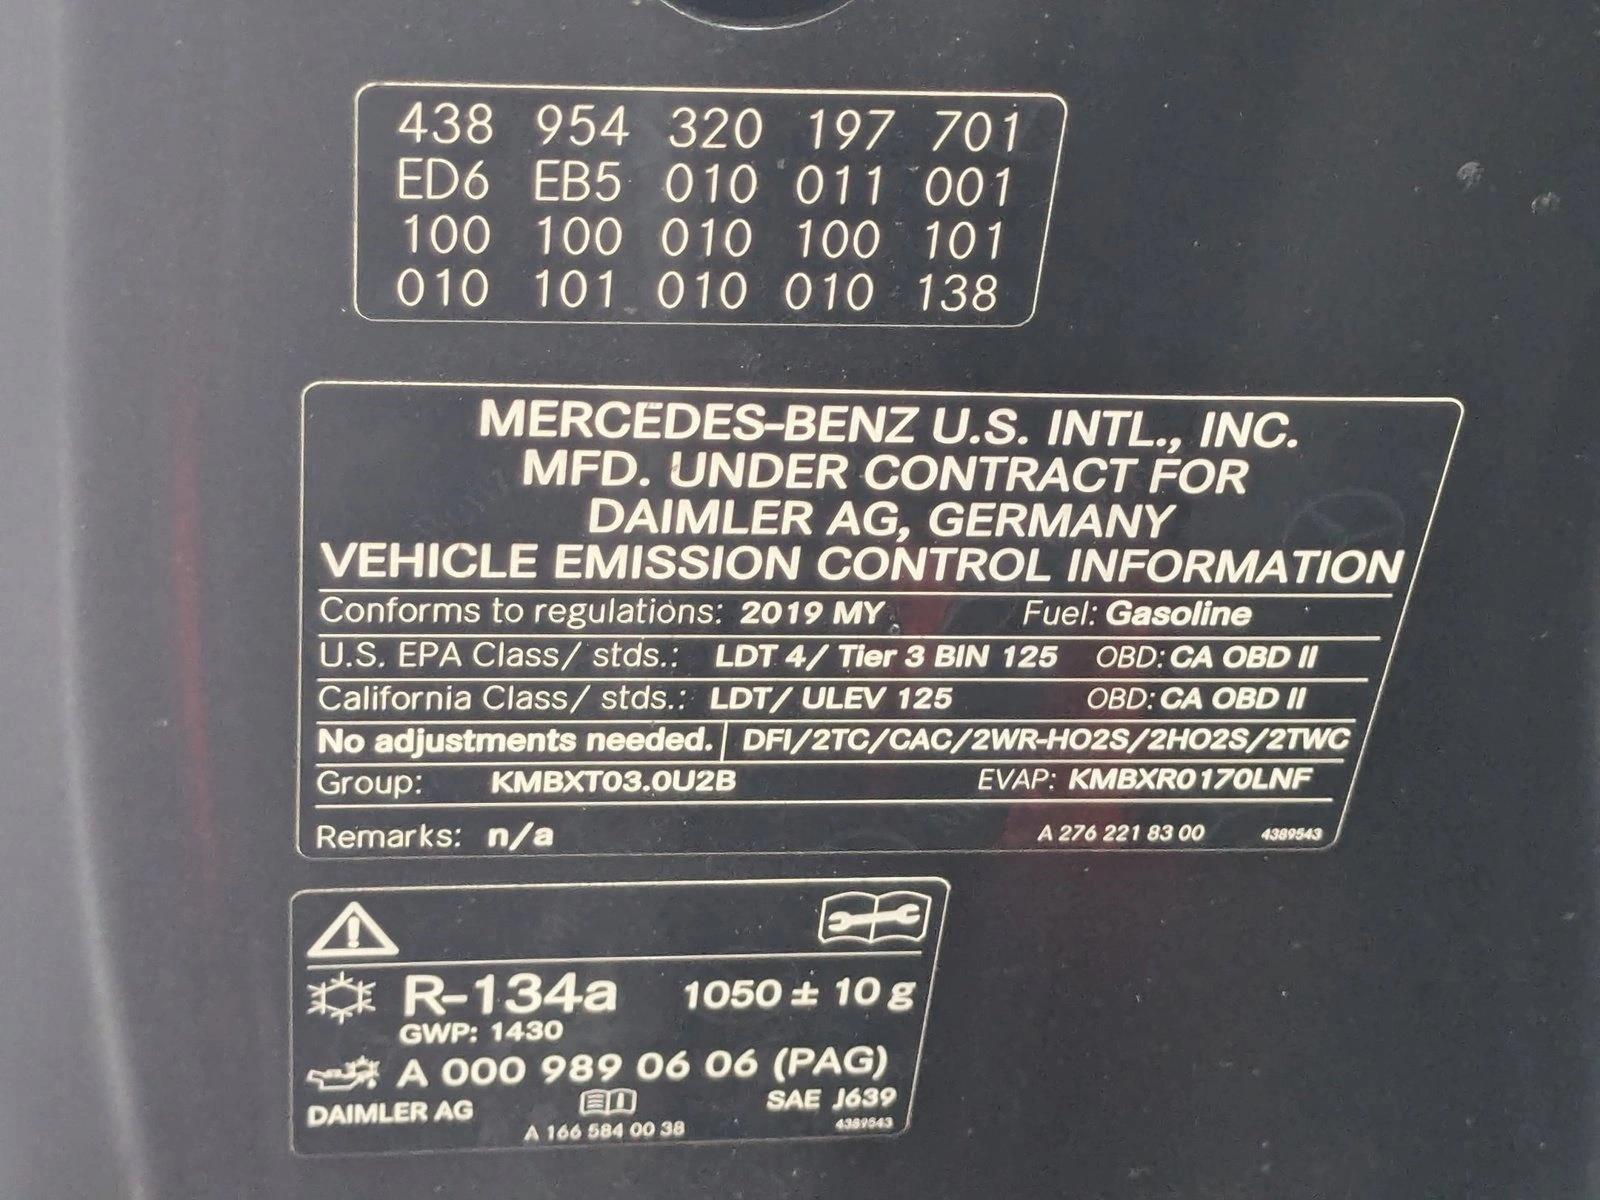 438 954 320 197 701
ED6 EB5 010 011 001
100 100 010 100 101
010 101 010 010 138
MERCEDES-BENZ U.S. INTL., INC.
MFD. UNDER CONTRACT FOR
DAIMLER AG, GERMANY
VEHICLE EMISSION CONTROL INFORMATION
Conforms to regulations: 2019 MY Fuel: Gasoline
U.S. EPA Class/ stds.: LDT 4/ Tier 3 BIN 125 OBD: CA OBD II
California Class/ stds.: LDT/ ULEV 125 OBD: CA OBD II
No adjustments needed. DFI/2TC/CAC/2WR-HO2S/2HO2S/2TWC
Group: KMBXT03.0U2B EVAP: KMBXR0170LNF
Remarks: n/a A 276 221 83 00 4389543
R-134a 1050 ± 10 g
GWP: 1430
A 000 989 06 06 (PAG)
DAIMLER AG SAE J639
A 166 584 00 38 4389543